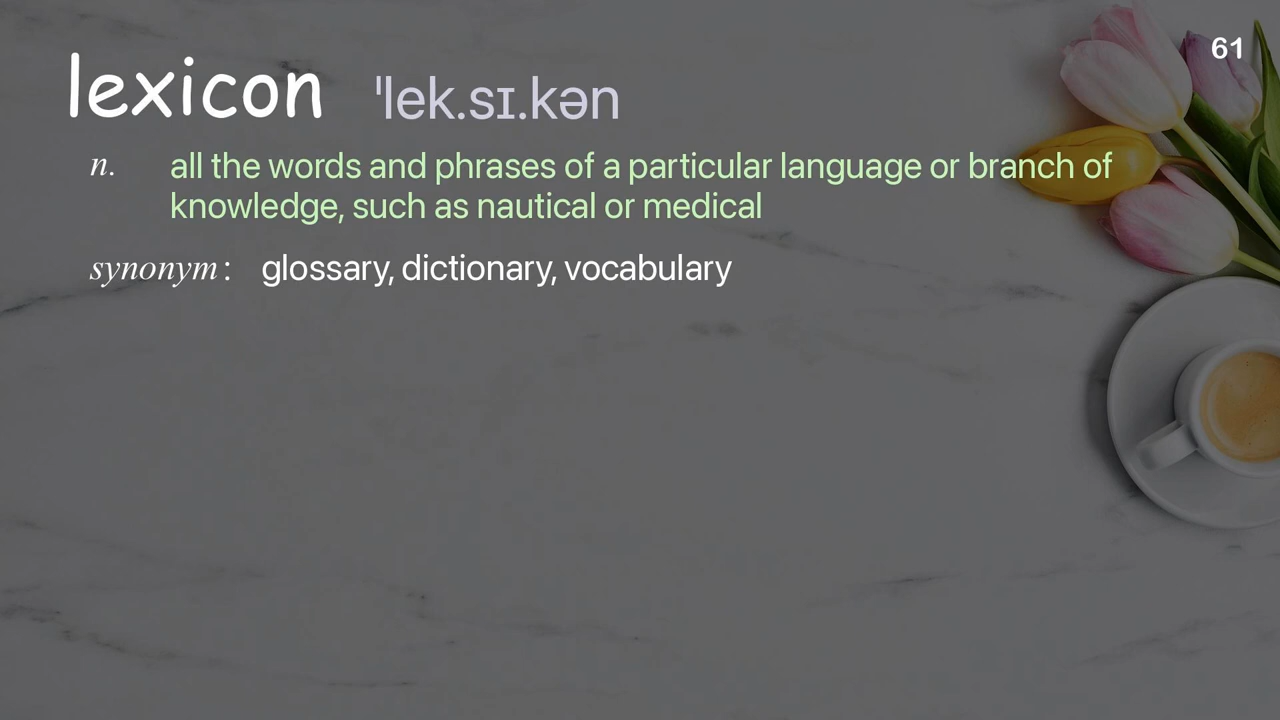 61
lexicon ˈlek.sɪ.kən
n. all the words and phrases of a particular language or branch of
knowledge, such as nautical or medical
synonym: glossary, dictionary, vocabulary